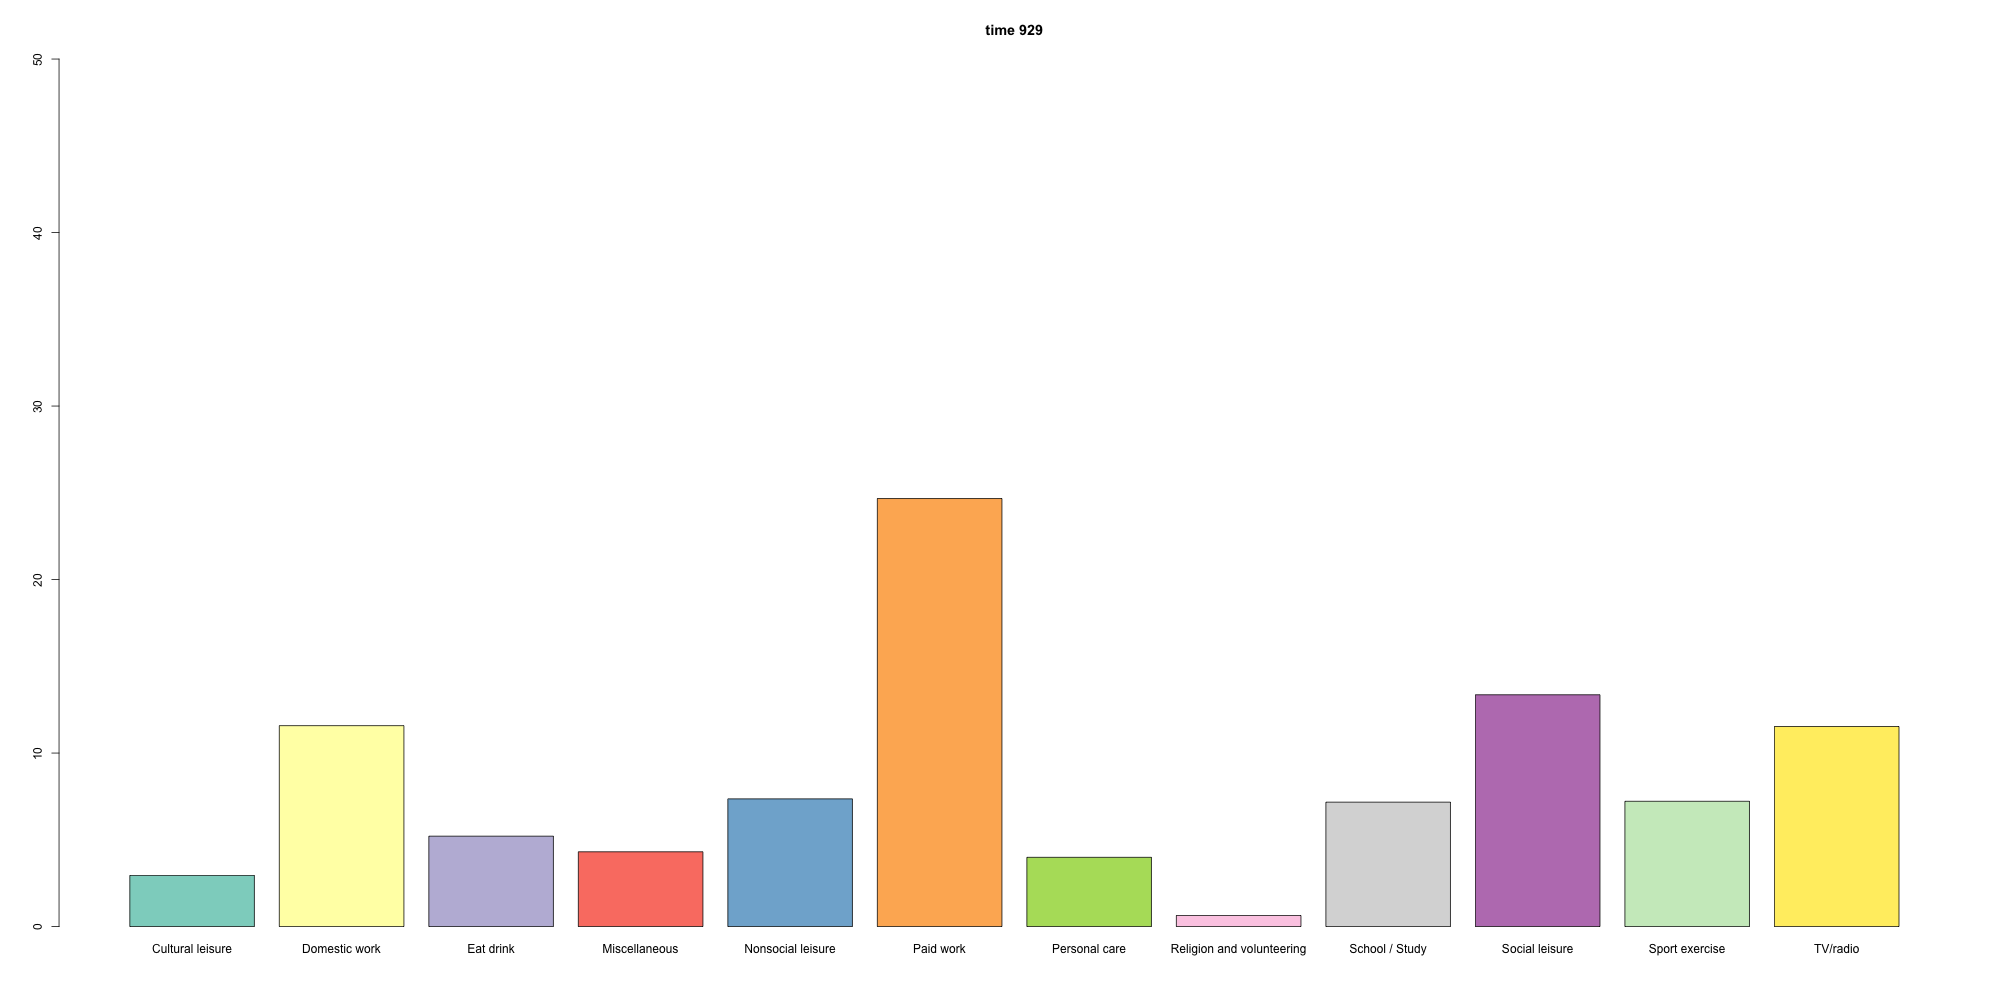 time 929
50
40
30
20
10
0
Cultural leisure
Domestic work
Eat drink
Miscellaneous
Nonsocial leisure
Paid work
Personal care
Religion and volunteering
School / Study
Social leisure
Sport exercise
TV/radio